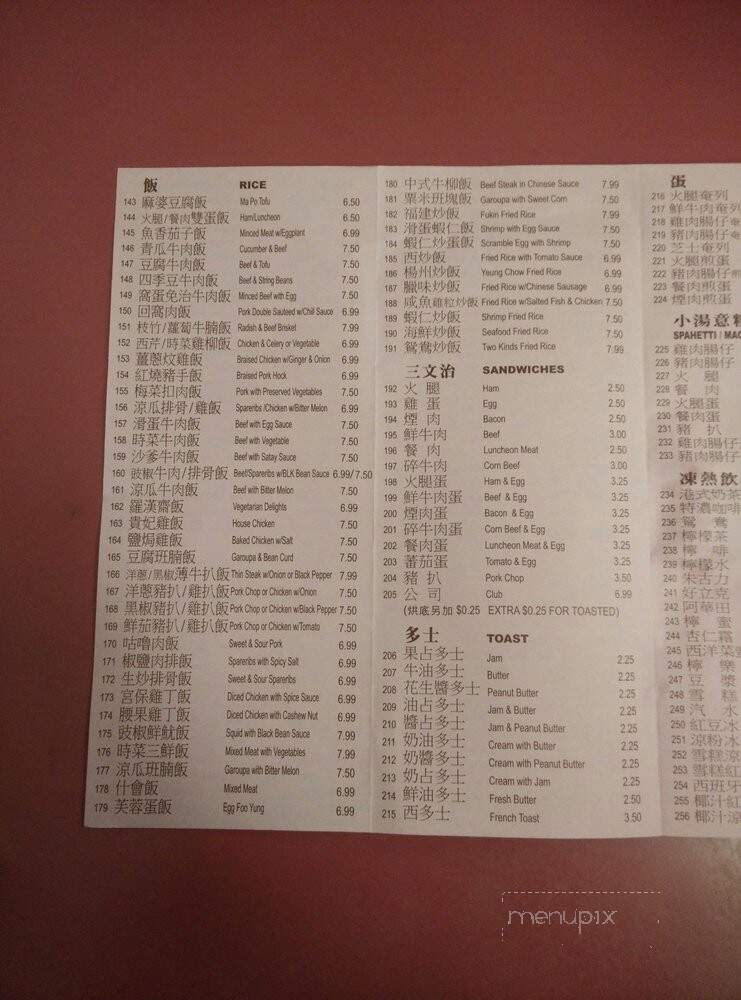 飯 RICE
143 麻婆豆腐飯 Ma Po Tofu 6.50
144 火腿/餐肉雙蛋飯 Ham/Luncheon 6.50
145 魚香茄子飯 Minced Meat w/Eggplant 6.99
146 青瓜牛肉飯 Cucumber & Beef 7.50
147 豆腐牛肉飯 Beef & Tofu 7.50
148 四季豆牛肉飯 Beef & String Beans 7.50
149 窩蛋免治牛肉飯 Minced Beef with Egg 7.50
150 回窩肉飯 Pork Double Sauteed w/Chill Sauce 6.99
151 枝竹/蘿蔔牛腩飯 Radish & Beef Brisket 7.99
152 西芹/時菜雞柳飯 Chicken & Celery or Vegetable 6.99
153 薑蔥炆雞飯 Braised Chicken w/Ginger & Onion 6.99
154 紅燒豬手飯 Braised Pork Hock 6.99
155 梅菜扣肉飯 Pork with Preserved Vegetables 7.50
156 涼瓜排骨/雞飯 Spareribs /Chicken w/Bitter Melon 6.99
157 滑蛋牛肉飯 Beef with Egg Sauce 7.50
158 時菜牛肉飯 Beef with Vegetable 7.50
159 沙爹牛肉飯 Beef with Satay Sauce 7.50
160 豉椒牛肉/排骨飯 Beef/Spareribs w/BLK Bean Sauce 6.99/7.50
161 涼瓜牛肉飯 Beef with Bitter Melon 7.50
162 羅漢齋飯 Vegetarian Delights 6.99
163 貴妃雞飯 House Chicken 7.50
164 鹽焗雞飯 Baked Chicken w/Salt 7.50
165 豆腐班腩飯 Garoupa & Bean Curd 7.50
166 洋蔥/黑椒薄牛扒飯 Thin Steak w/Onion or Black Pepper 7.99
167 洋蔥豬扒/雞扒飯 Pork Chop or Chicken w/Onion 7.50
168 黑椒豬扒/雞扒飯 Pork Chop or Chicken w/Black Pepper 7.50
169 鮮茄豬扒/雞扒飯 Pork Chop or Chicken w/Tomato 7.50
170 咕嚕肉飯 Sweet & Sour Pork 6.99
171 椒鹽肉排飯 Spareribs with Spicy Salt 6.99
172 生炒排骨飯 Sweet & Sour Spareribs 6.99
173 宮保雞丁飯 Diced Chicken with Spice Sauce 6.99
174 腰果雞丁飯 Diced Chicken with Cashew Nut 6.99
175 豉椒鮮魷飯 Squid with Black Bean Sauce 7.99
176 時菜三鮮飯 Mixed Meat with Vegetables 7.99
177 涼瓜班腩飯 Garoupa with Bitter Melon 7.50
178 什會飯 Mixed Meat 6.99
179 芙蓉蛋飯 Egg Foo Yung 6.99
180 中式牛柳飯 Beef Steak in Chinese Sauce 7.99
181 粟米班塊飯 Garoupa with Sweet Corn 7.50
182 福建炒飯 Fukin Fried Rice 7.99
183 滑蛋蝦仁飯 Shrimp with Egg Sauce 7.50
184 蝦仁炒蛋飯 Scramble Egg with Shrimp 7.50
185 西炒飯 Fried Rice with Tomato Sauce 6.99
186 楊州炒飯 Yeung Chow Fried Rice 6.99
187 臘味炒飯 Fried Rice w/Chinese Sausage 6.99
188 咸魚雞粒炒飯 Fried Rice w/Salted Fish & Chicken 7.50
189 蝦仁炒飯 Shrimp Fried Rice 7.50
190 海鮮炒飯 Seafood Fried Rice 7.50
191 鴛鴦炒飯 Two Kinds Fried Rice 7.99
三文治 SANDWICHES
192 火 腿 Ham 2.50
193 雞 蛋 Egg 2.50
194 煙 肉 Bacon 2.50
195 鮮牛肉 Beef 3.00
196 餐 肉 Luncheon Meat 2.50
197 碎牛肉 Corn Beef 3.00
198 火腿蛋 Ham & Egg 3.25
199 鮮牛肉蛋 Beef & Egg 3.25
200 煙肉蛋 Bacon & Egg 3.25
201 碎牛肉蛋 Corn Beef & Egg 3.25
202 餐肉蛋 Luncheon Meat & Egg 3.25
203 蕃茄蛋 Tomato & Egg 3.25
204 豬 扒 Pork Chop 3.50
205 公 司 Club 6.99
(烘底另加 $0.25 EXTRA $0.25 FOR TOASTED)
多士 TOAST
206 果占多士 Jam 2.25
207 牛油多士 Butter 2.25
208 花生醬多士 Peanut Butter 2.25
209 油占多士 Jam & Butter 2.25
210 醬占多士 Jam & Peanut Butter 2.25
211 奶油多士 Cream with Butter 2.25
212 奶醬多士 Cream with Peanut Butter 2.25
213 奶占多士 Cream with Jam 2.25
214 鮮油多士 Fresh Butter 2.50
215 西多士 French Toast 3.50
蛋
216 火腿奄列
217 鮮牛肉奄列
218 雞肉腸仔奄
219 豬肉腸仔奄
220 芝士奄列
221 火腿煎蛋
222 豬肉腸仔煎
223 餐肉煎蛋
224 煙肉煎蛋
小湯意粉
SPAHETTI / MAC
225 雞肉腸仔
226 豬肉腸仔
227 火 腿
228 餐 肉
229 火腿蛋
230 餐肉蛋
231 豬 扒
232 雞肉腸仔
233 豬肉腸仔
凍熱飲
234 港式奶茶
235 特濃咖啡
236 鴛 鴦
237 檸檬茶
238 咖 啡
239 檸檬水
240 朱古力
241 好立克
242 阿華田
243 檸 蜜
244 杏仁霜
245 西洋菜蜜
246 檸 樂
247 豆 漿
248 雪 糕
249 汽 水
250 紅豆冰
251 涼粉冰
252 雪糕涼
253 雪糕紅
254 西班牙
255 椰汁紅
256 椰汁涼
menupix